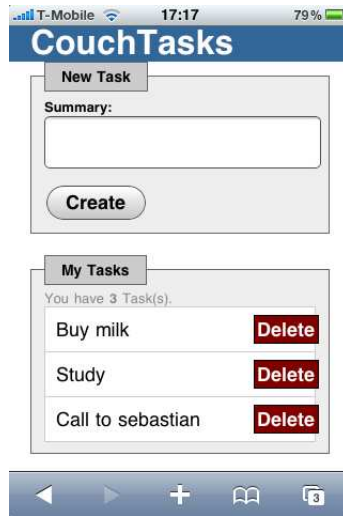 T-Mobile 17:17 79%
CouchTasks
New Task
Summary:
Create
My Tasks
You have 3 Task(s).
Buy milk Delete
Study Delete
Call to sebastian Delete
3